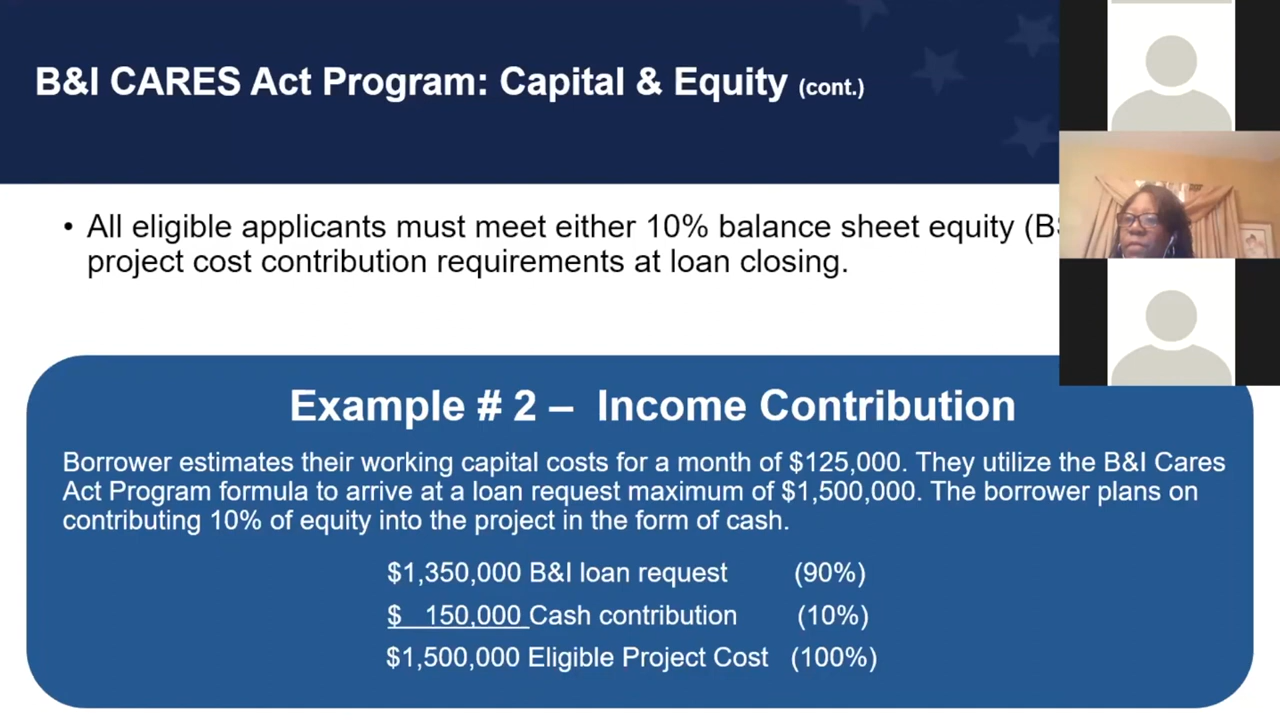 B&I CARES Act Program: Capital & Equity (cont.)
• All eligible applicants must meet either 10% balance sheet equity
project cost contribution requirements at loan closing.
Example # 2 – Income Contribution
Borrower estimates their working capital costs for a month of $125,000. They utilize the B&I Cares
Act Program formula to arrive at a loan request maximum of $1,500,000. The borrower plans on
contributing 10% of equity into the project in the form of cash.
$1,350,000 B&I loan request (90%)
$ 150,000 Cash contribution (10%)
$1,500,000 Eligible Project Cost (100%)